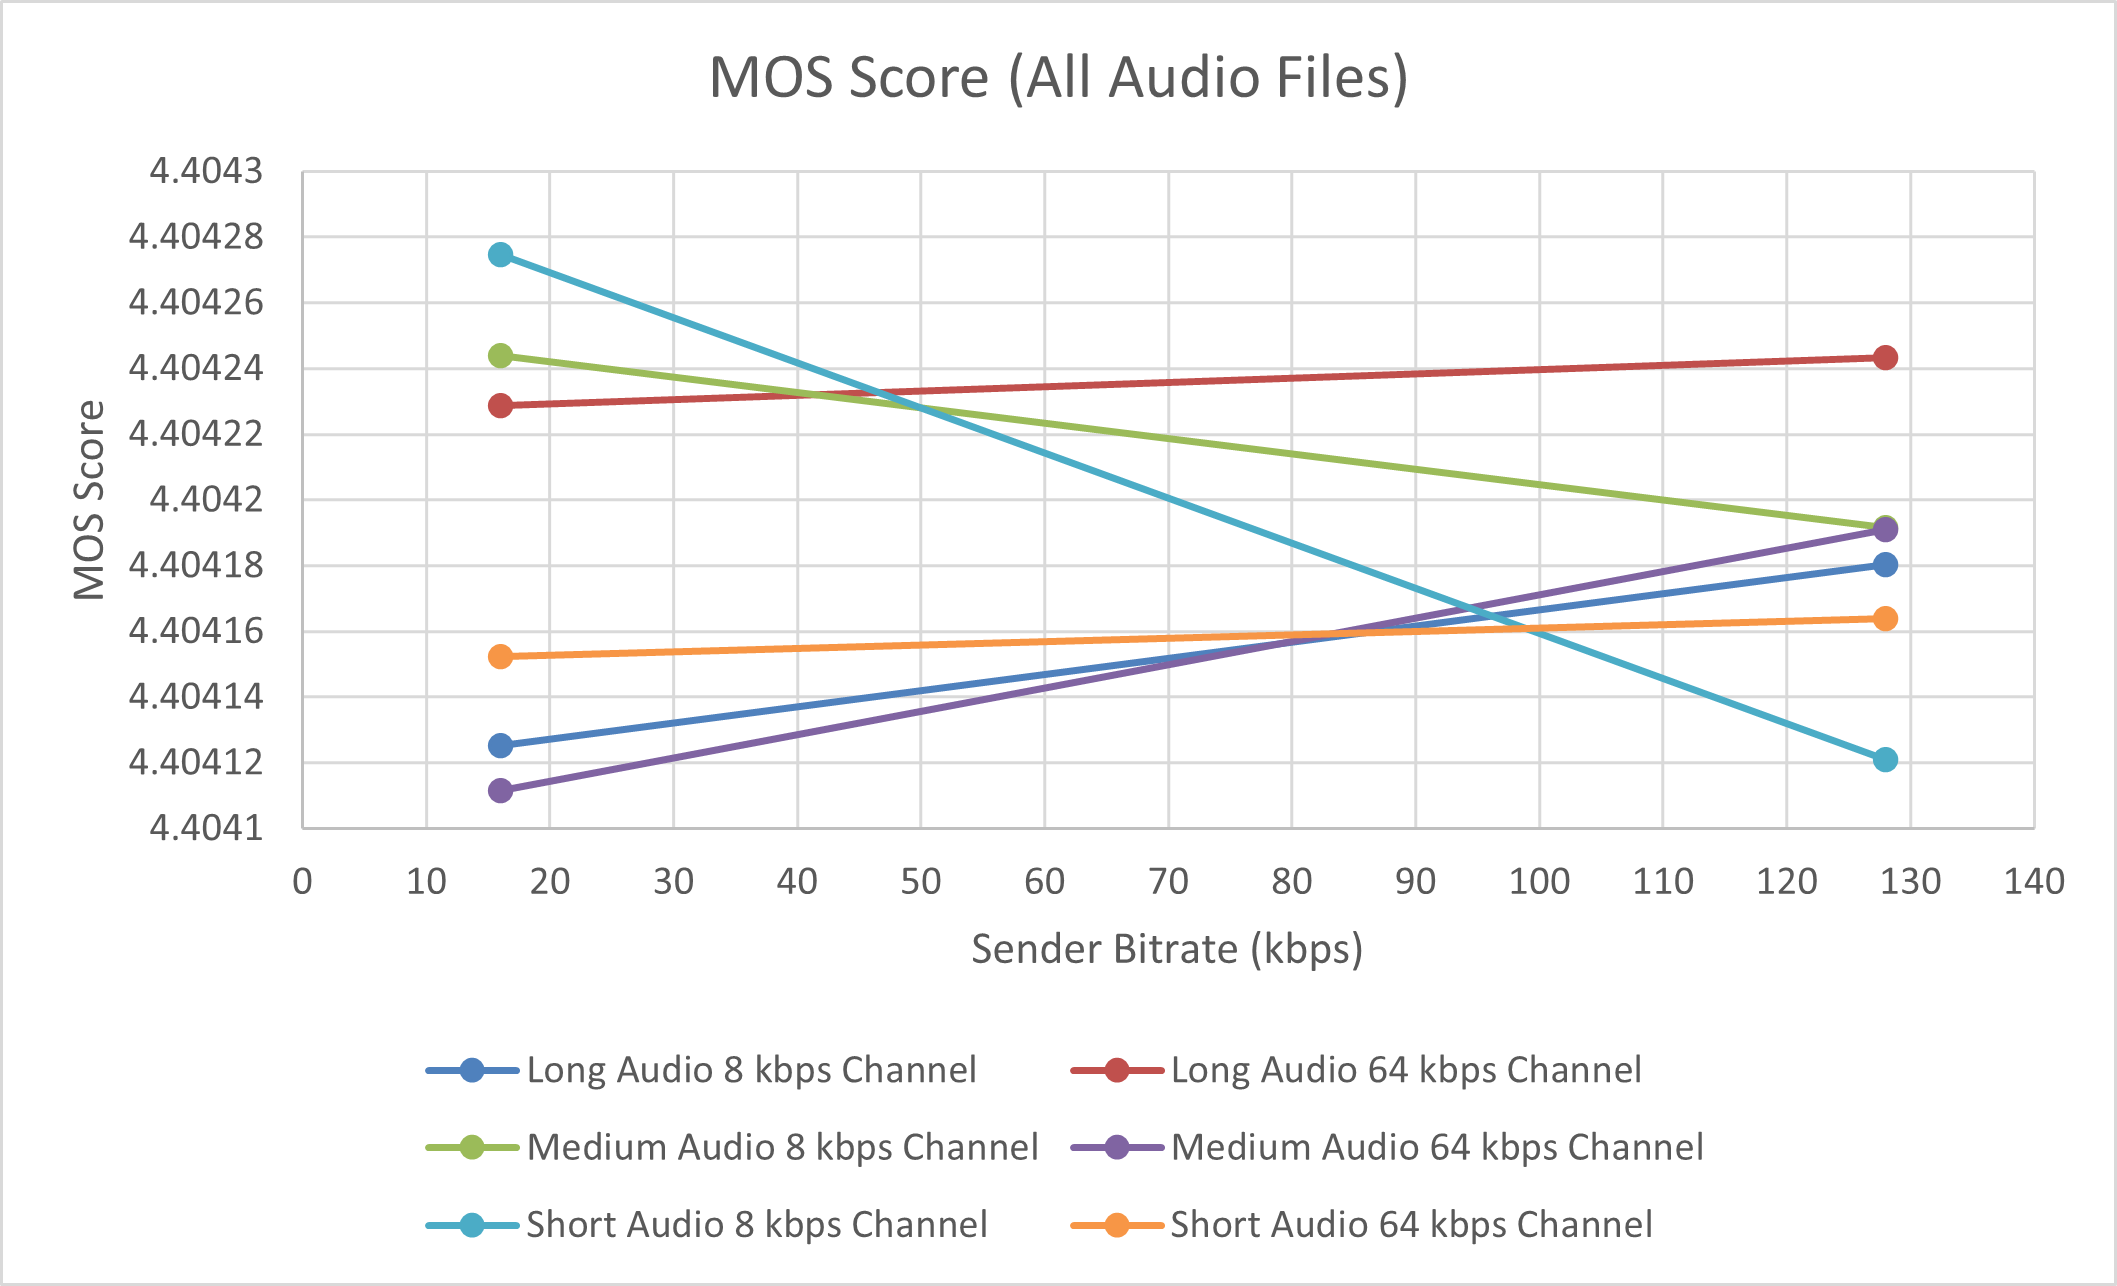 MOS Score (All Audio Files)
4.4043
4.40428
4.40426
4.40424
4.40422
4.4042
4.40418
4.40416
4.40414
4.40412
4.4041
MOS Score
0 10 20 30 40 50 60 70 80 90 100 110 120 130 140
Sender Bitrate (kbps)
Long Audio 8 kbps Channel Long Audio 64 kbps Channel
Medium Audio 8 kbps Channel Medium Audio 64 kbps Channel
Short Audio 8 kbps Channel Short Audio 64 kbps Channel